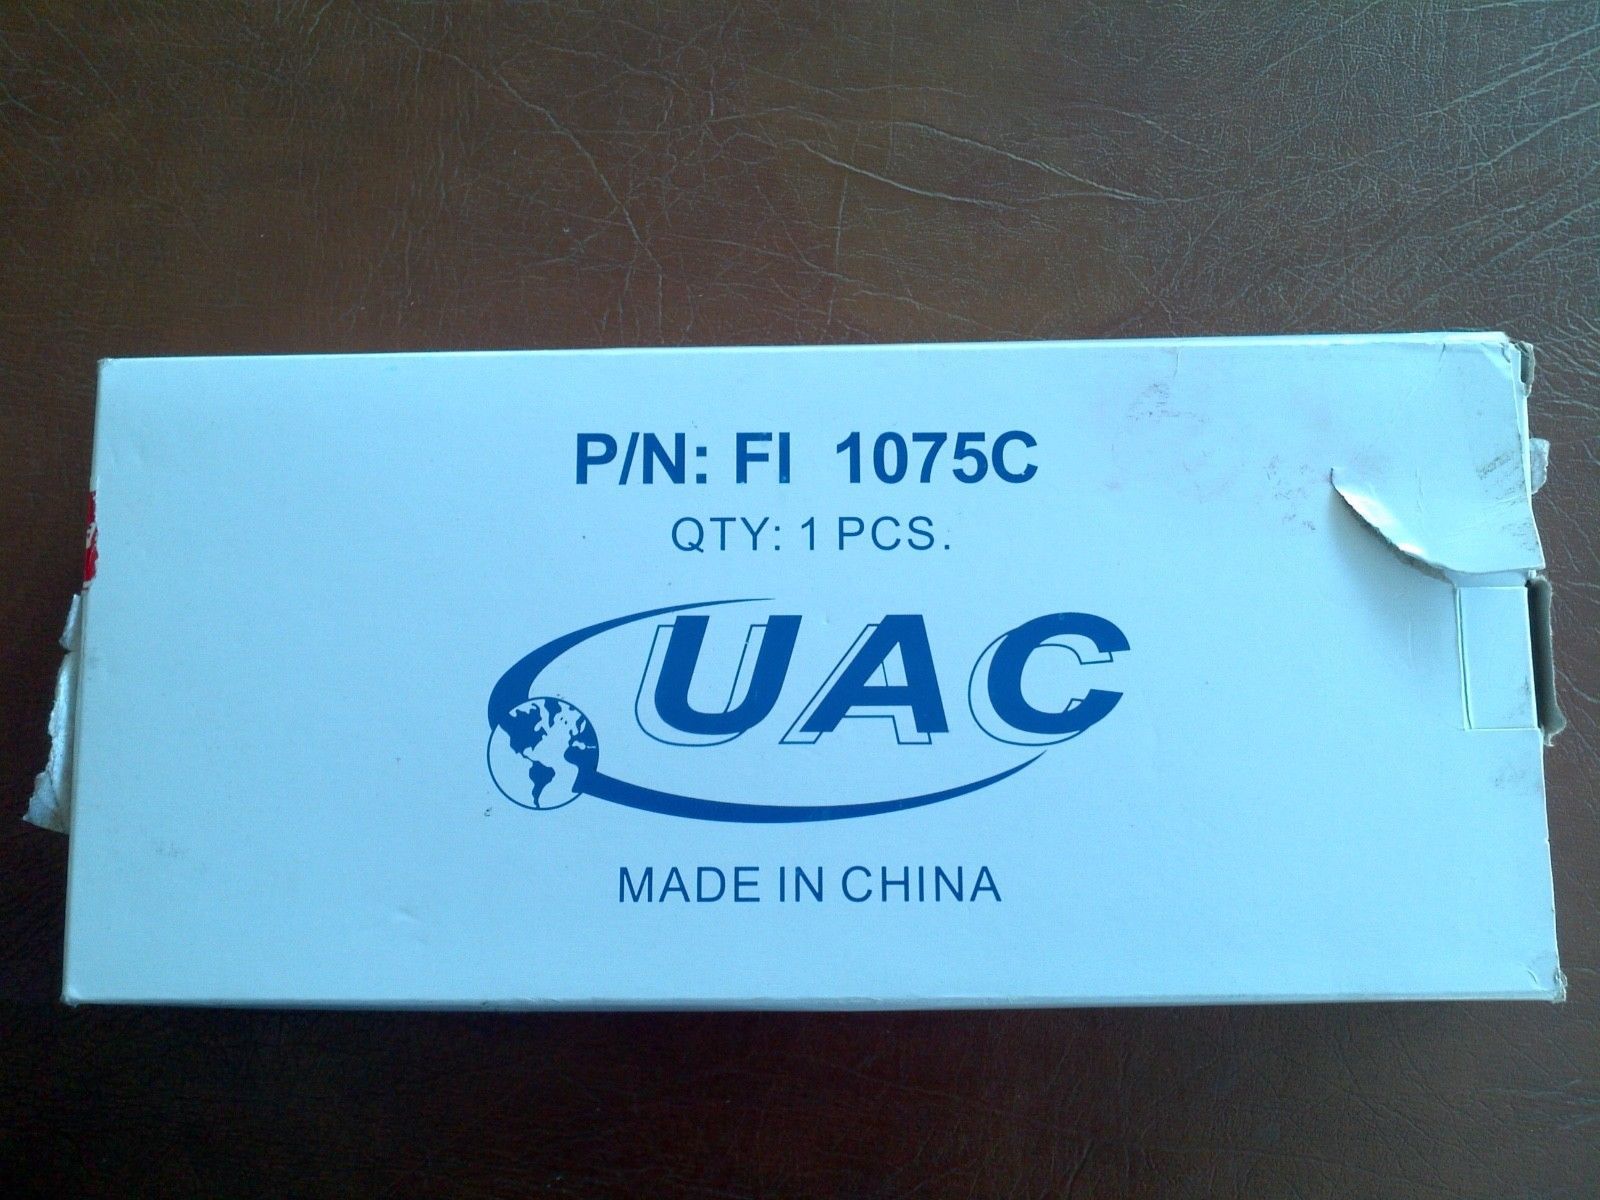 P/N: FI 1075C
QTY: 1 PCS.
UAC
MADE IN CHINA